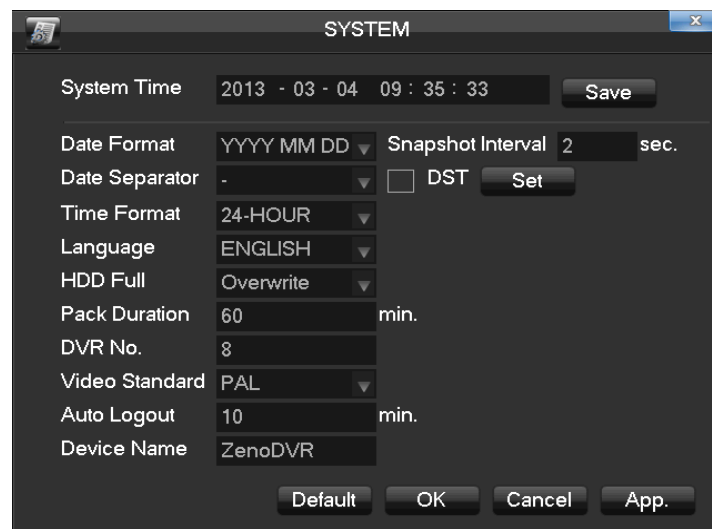 SYSTEM
x
System Time 2013 - 03 - 04 09 : 35 : 33 Save
Date Format YYYY MM DD Snapshot Interval 2 sec.
Date Separator - DST Set
Time Format 24-HOUR
Language ENGLISH
HDD Full Overwrite
Pack Duration 60 min.
DVR No. 8
Video Standard PAL
Auto Logout 10 min.
Device Name ZenoDVR
Default OK Cancel App.